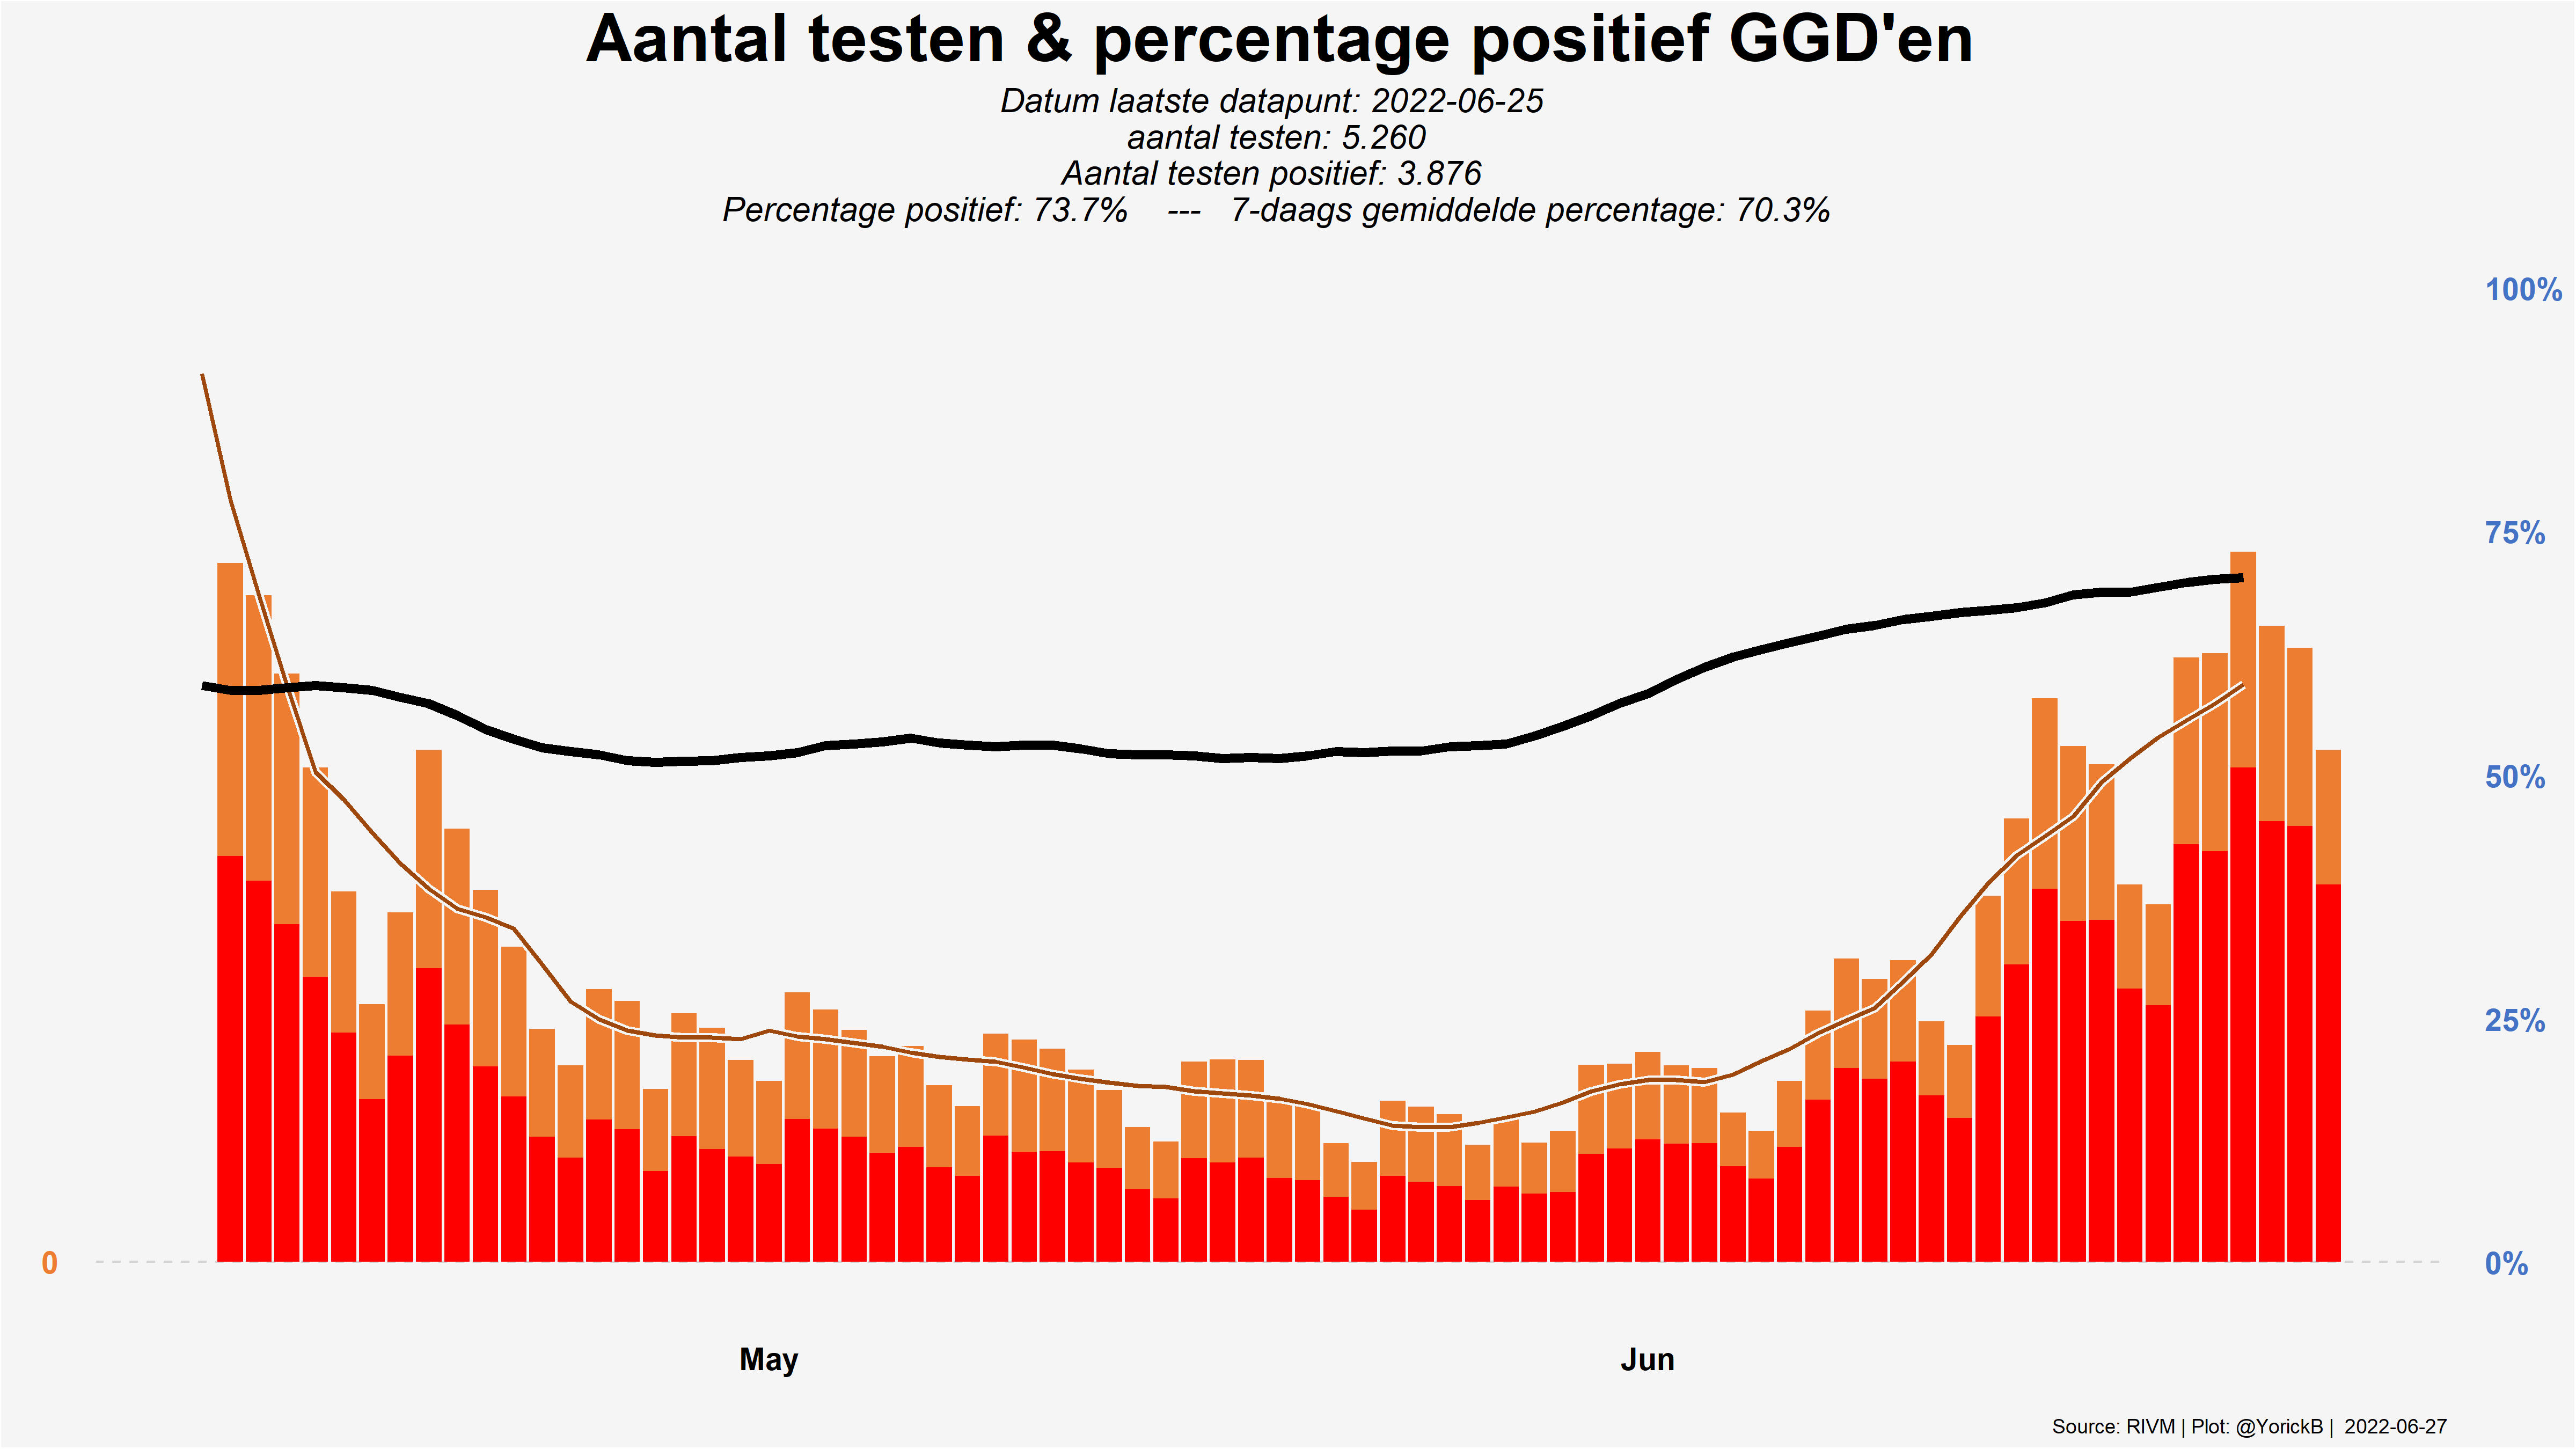 Aantal testen & percentage positief GGD'en
Datum laatste datapunt: 2022-06-25
aantal testen: 5.260
Aantal testen positief: 3.876
Percentage positief: 73.7% --- 7-daags gemiddelde percentage: 70.3%
100%
75%
50%
25%
0 0%
May Jun
Source: RIVM | Plot: @YorickB | 2022-06-27